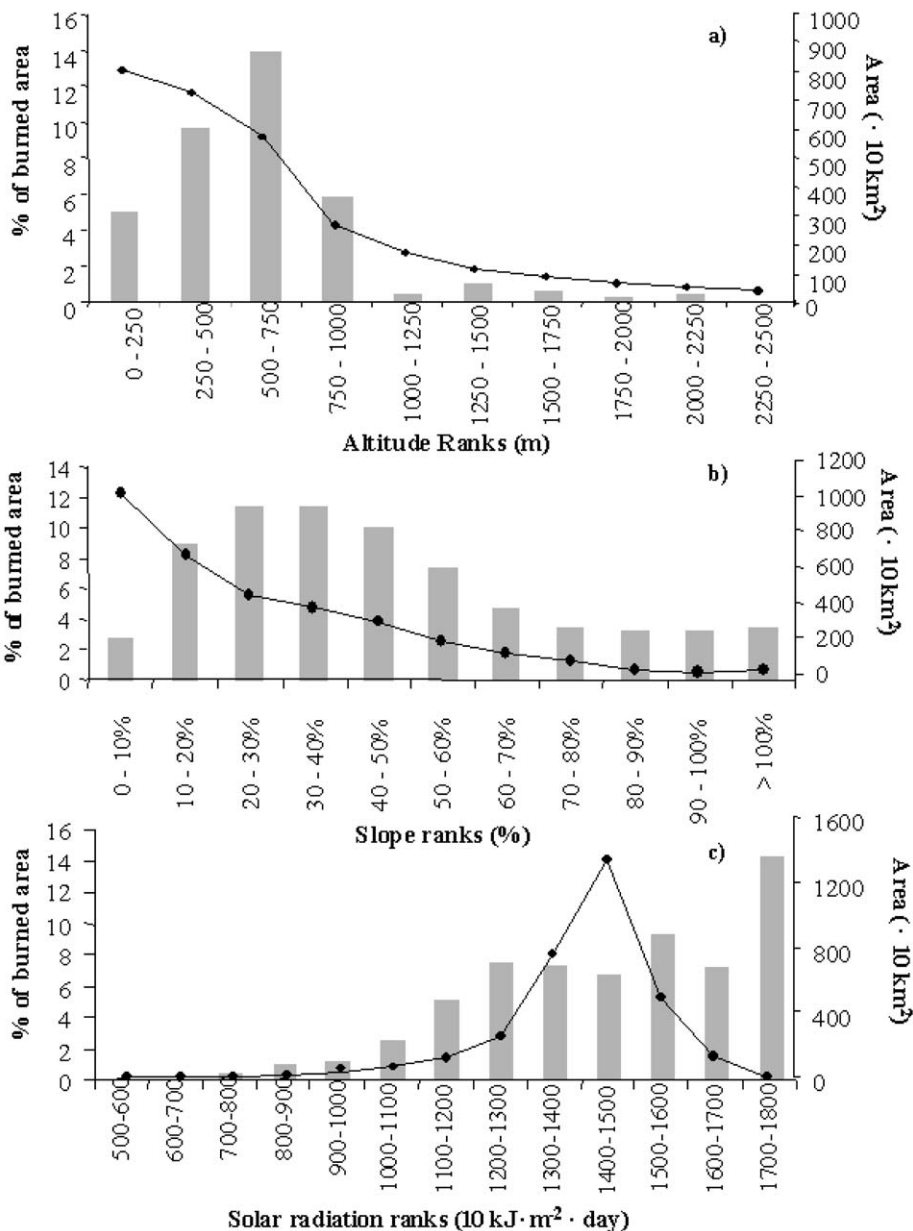 a)
% of burned area
16
14
12
10
8
6
4
2
0
Area ( · 10 km²)
1000
900
800
700
600
500
400
300
200
100
0
0 - 250
250 - 500
500 - 750
750 - 1000
1000 - 1250
1250 - 1500
1500 - 1750
1750 - 2000
2000 - 2250
2250 - 2500
Altitude Ranks (m)
b)
% of burned area
14
12
10
8
6
4
2
0
Area ( · 10km²)
1200
1000
800
600
400
200
0
0 - 10%
10 - 20%
20 - 30%
30 - 40%
40 - 50%
50 - 60%
60 - 70%
70 - 80%
80 - 90%
90 - 100%
> 100%
Slope ranks (%)
c)
% of burned area
16
14
12
10
8
6
4
2
0
Area ( · 10km²)
1600
1200
800
400
0
500-600
600-700
700-800
800-900
900-1000
1000-1100
1100-1200
1200-1300
1300-1400
1400-1500
1500-1600
1600-1700
1700-1800
Solar radiation ranks (10 kJ· m² · day)